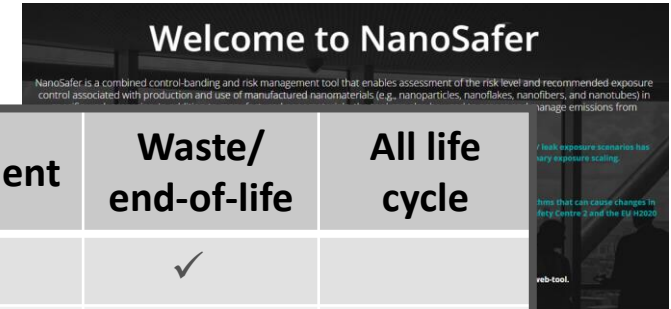 Welcome to NanoSafer
NanoSafer is a combined control-banding and risk management tool that enables assessment of the risk level and recommended exposure
control associated with production and use of manufactured nanomaterials (e.g., nanoparticles, nanoflakes, nanofibers, and nanotubes) in
manage emissions from
/ leak exposure scenarios has
ary exposure scaling.
thms that can cause changes in
fety Centre 2 and the EU H2020
web-tool.
ent
Waste/
end-of-life
All life
cycle
✓